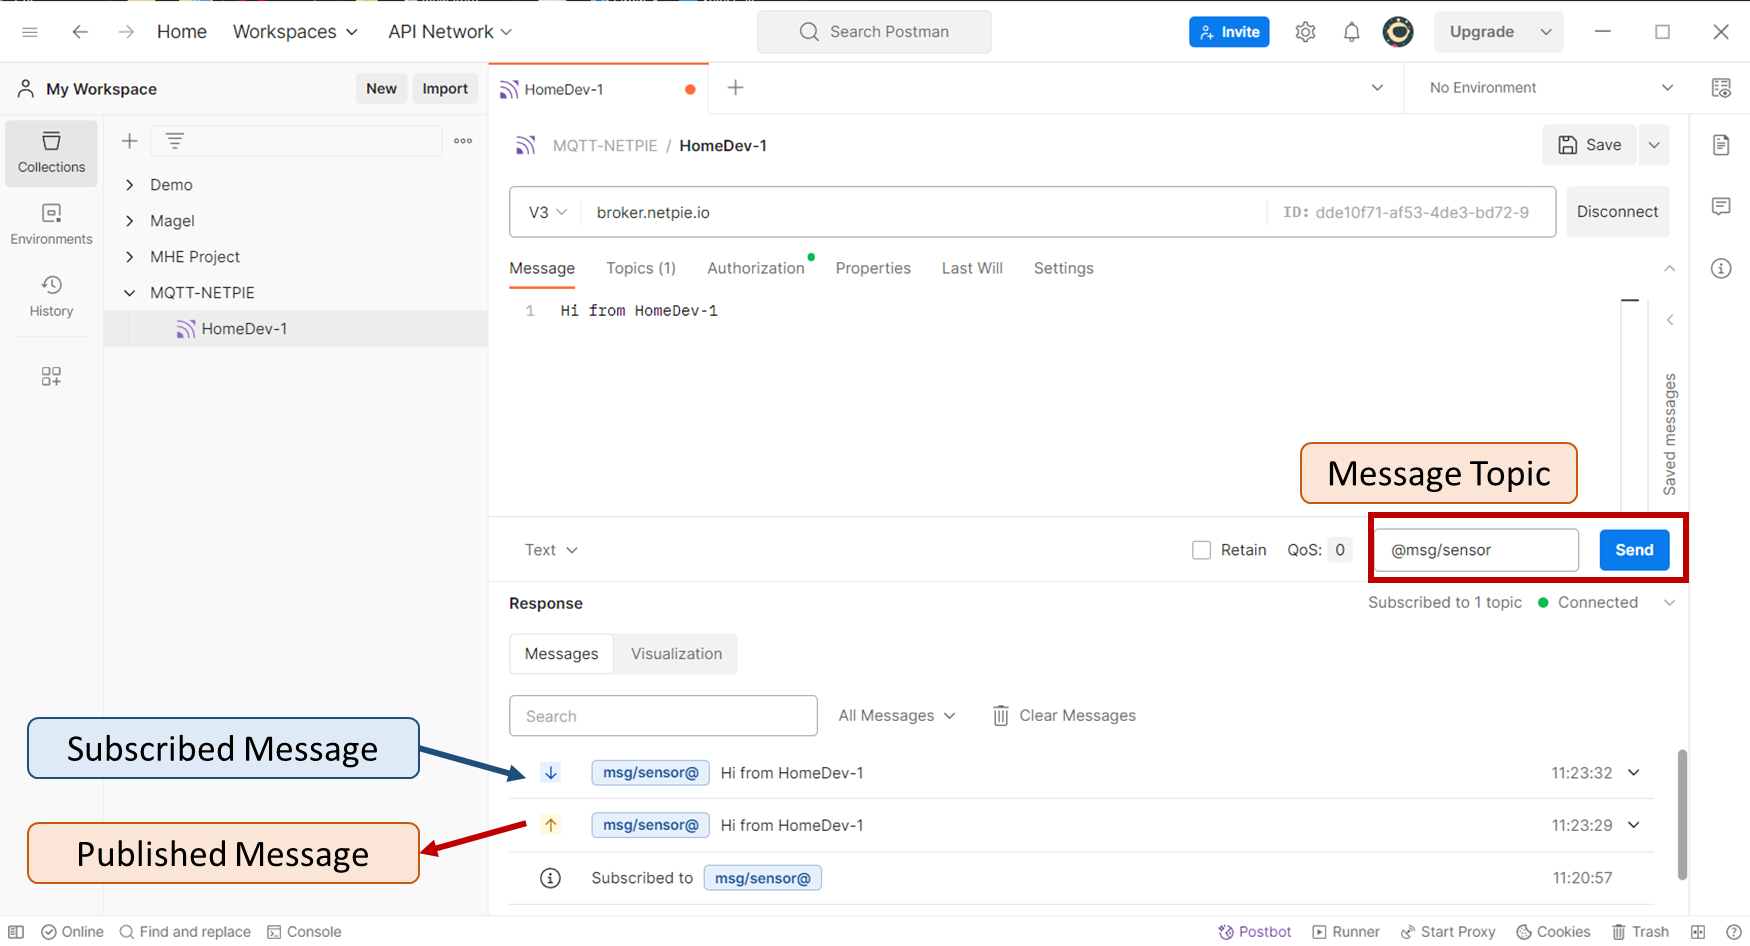 Home
Workspaces
API Network
Search Postman
Invite
Upgrade
My Workspace
New
Import
HomeDev-1
No Environment
Collections
Environments
History
Demo
Magel
MHE Project
MQTT-NETPIE
HomeDev-1
MQTT-NETPIE / HomeDev-1
Save
V3
broker.netpie.io
ID: dde10f71-af53-4de3-bd72-9
Disconnect
Message
Topics (1)
Authorization
Properties
Last Will
Settings
1 Hi from HomeDev-1
Saved messages
Message Topic
Text
Retain
QoS: 0
@msg/sensor
Send
Response
Subscribed to 1 topic
Connected
Messages
Visualization
Search
All Messages
Clear Messages
Subscribed Message
msg/sensor@ Hi from HomeDev-1 11:23:32
Published Message
msg/sensor@ Hi from HomeDev-1 11:23:29
Subscribed to msg/sensor@ 11:20:57
Online
Find and replace
Console
Postbot
Runner
Start Proxy
Cookies
Trash